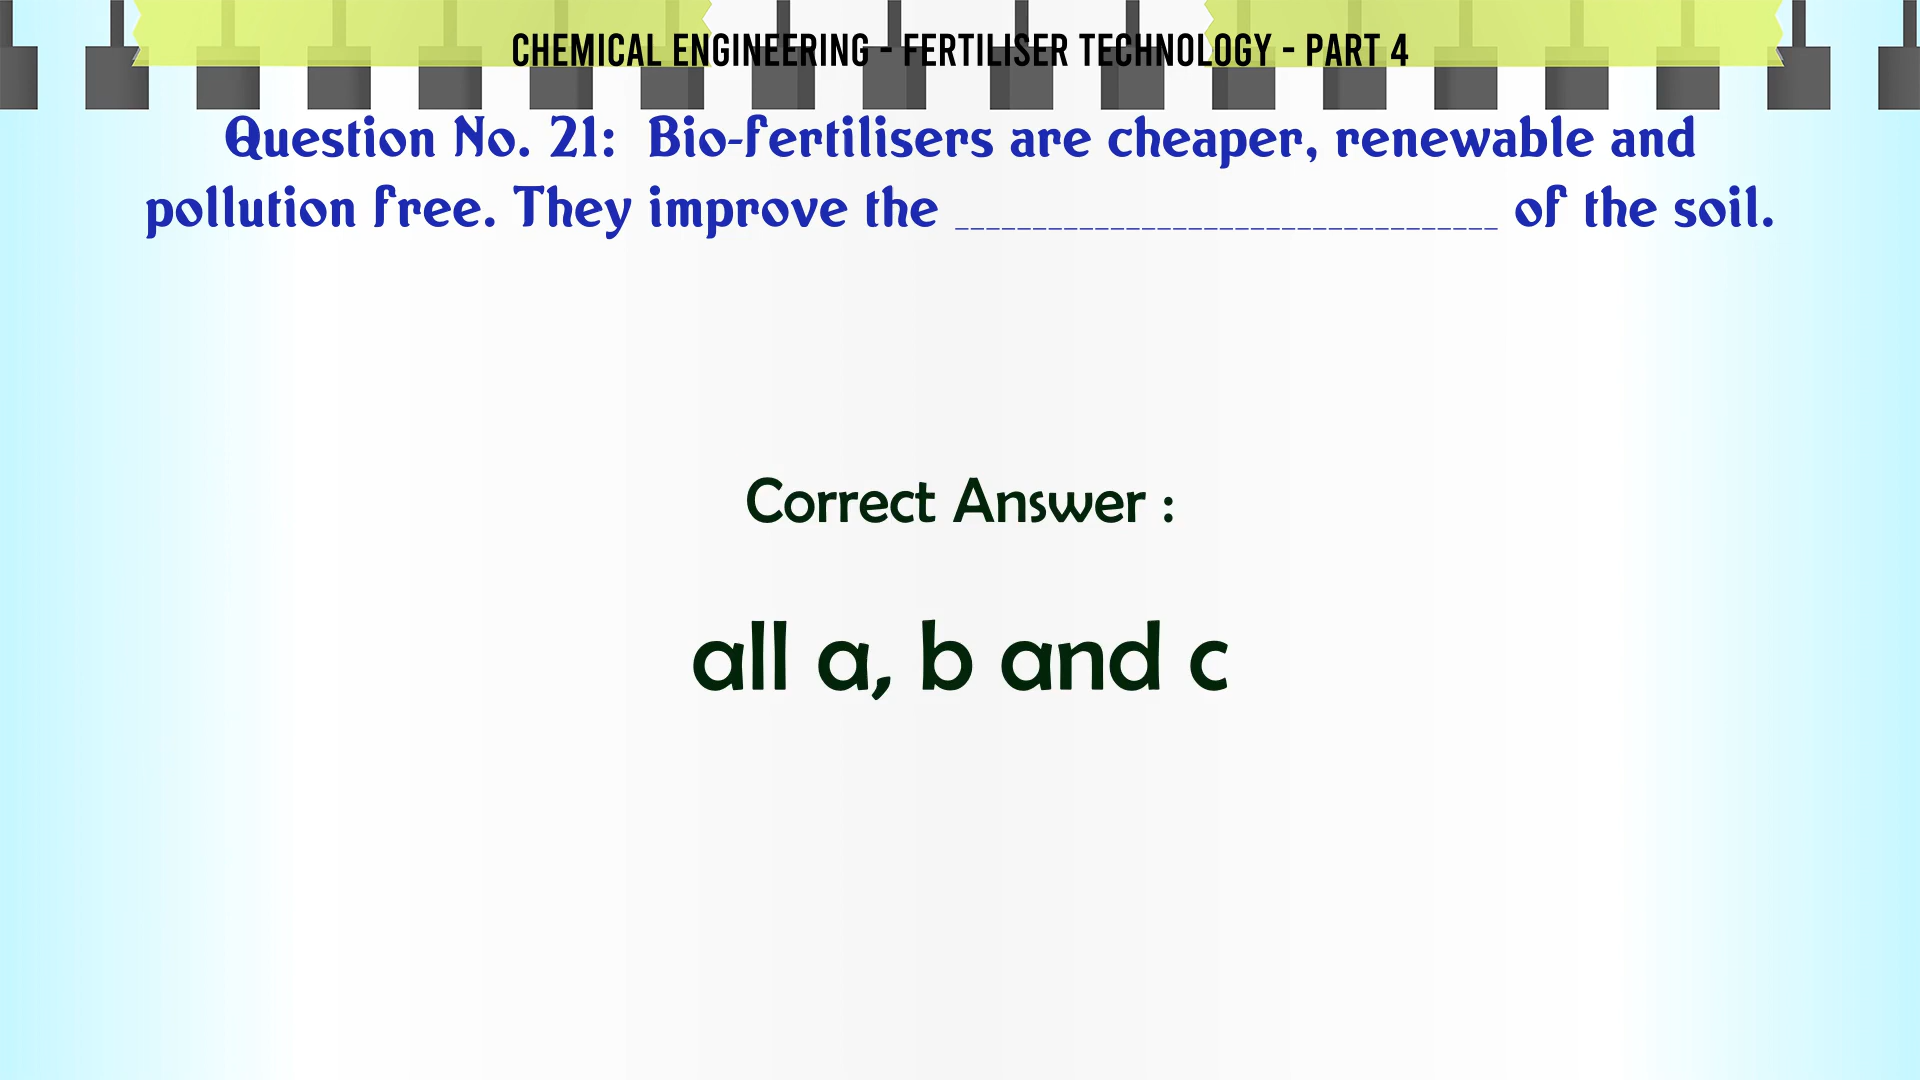 CHEMICAL ENGINEERING - FERTILISER TECHNOLOGY - PART 4
Question No. 21: Bio-fertilisers are cheaper, renewable and
pollution free. They improve the ___________________________________ of the soil.
Correct Answer :
all a, b and c